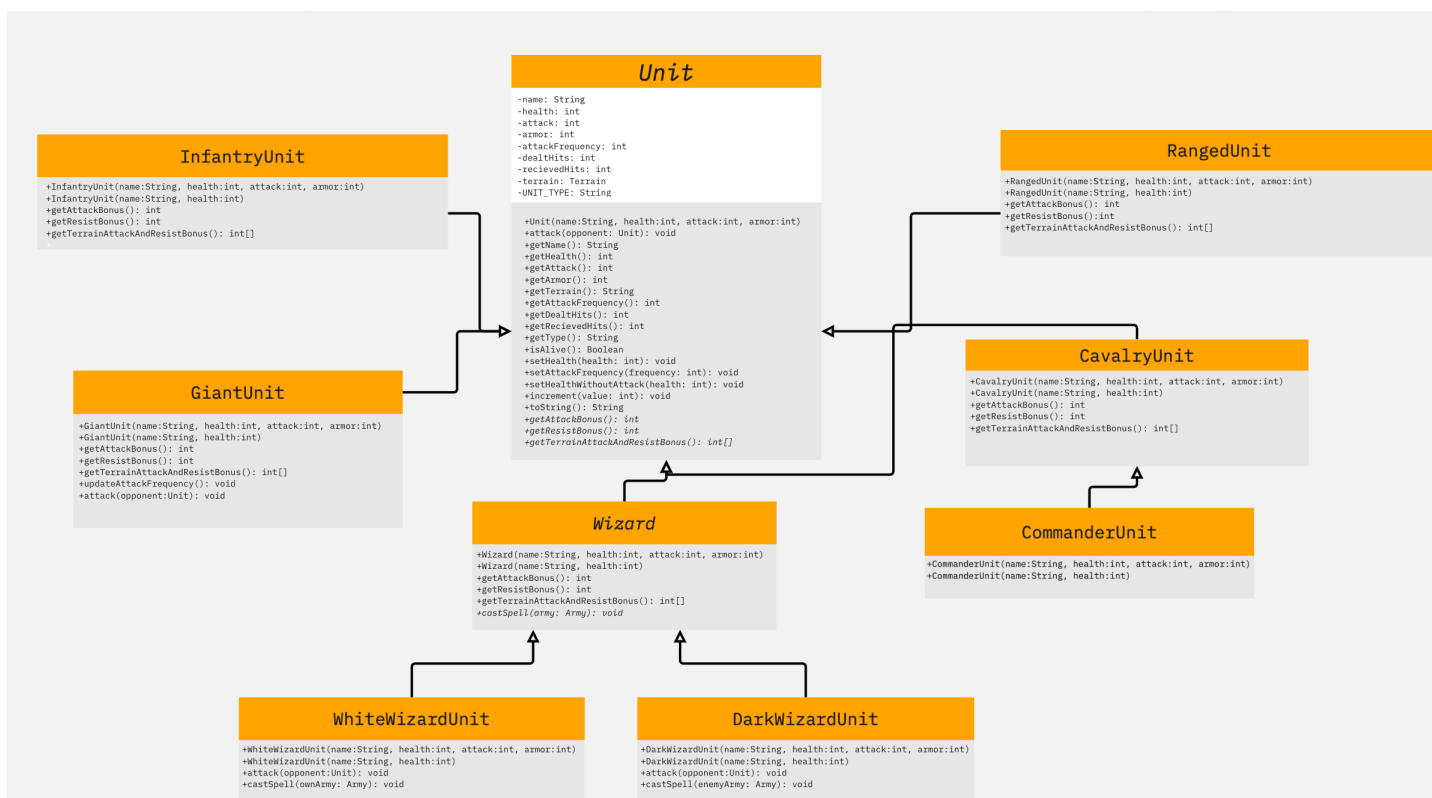 Unit
-name: String
-health: int
-attack: int
-armor: int
-attackFrequency: int
-dealtHits: int
-recievedHits: int
-terrain: Terrain
-UNIT_TYPE: String
+Unit(name:String, health:int, attack:int, armor:int)
+attack(opponent: Unit): void
+getName(): String
+getHealth(): int
+getAttack(): int
+getArmor(): int
+getTerrain(): String
+getAttackFrequency(): int
+getDealtHits(): int
+getRecievedHits(): int
+getType(): String
+isAlive(): Boolean
+setHealth(health: int): void
+setAttackFrequency(frequency: int): void
+setHealthWithoutAttack(health: int): void
+increment(value: int): void
+toString(): String
+getAttackBonus(): int
+getResistBonus(): int
+getTerrainAttackAndResistBonus(): int[]
InfantryUnit
+InfantryUnit(name:String, health:int, attack:int, armor:int)
+InfantryUnit(name:String, health:int)
+getAttackBonus(): int
+getResistBonus(): int
+getTerrainAttackAndResistBonus(): int[]
RangedUnit
+RangedUnit(name:String, health:int, attack:int, armor:int)
+RangedUnit(name:String, health:int)
+getAttackBonus(): int
+getResistBonus():int
+getTerrainAttackAndResistBonus(): int[]
GiantUnit
+GiantUnit(name:String, health:int, attack:int, armor:int)
+GiantUnit(name:String, health:int)
+getAttackBonus(): int
+getResistBonus(): int
+getTerrainAttackAndResistBonus(): int[]
+updateAttackFrequency(): void
+attack(opponent:Unit): void
CavalryUnit
+CavalryUnit(name:String, health:int, attack:int, armor:int)
+CavalryUnit(name:String, health:int)
+getAttackBonus(): int
+getResistBonus(): int
+getTerrainAttackAndResistBonus(): int[]
Wizard
+Wizard(name:String, health:int, attack:int, armor:int)
+Wizard(name:String, health:int)
+getAttackBonus(): int
+getResistBonus(): int
+getTerrainAttackAndResistBonus(): int[]
+castSpell(army: Army): void
CommanderUnit
+CommanderUnit(name:String, health:int, attack:int, armor:int)
+CommanderUnit(name:String, health:int)
WhiteWizardUnit
+WhiteWizardUnit(name:String, health:int, attack:int, armor:int)
+WhiteWizardUnit(name:String, health:int)
+attack(opponent:Unit): void
+castSpell(ownArmy: Army): void
DarkWizardUnit
+DarkWizardUnit(name:String, health:int, attack:int, armor:int)
+DarkWizardUnit(name:String, health:int)
+attack(opponent:Unit): void
+castSpell(enemyArmy: Army): void